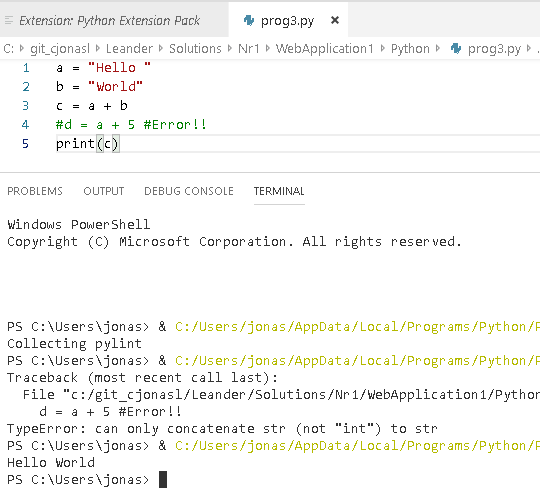 Extension: Python Extension Pack
prog3.py ×
C: > git_cjonasl > Leander > Solutions > Nr1 > WebApplication1 > Python > prog3.py > .
1 a = "Hello "
2 b = "World"
3 c = a + b
4 #d = a + 5 #Error!!
5 print(c)
PROBLEMS OUTPUT DEBUG CONSOLE TERMINAL
Windows PowerShell
Copyright (C) Microsoft Corporation. All rights reserved.
PS C:\Users\jonas> & C:/Users/jonas/AppData/Local/Programs/Python/P
Collecting pylint
PS C:\Users\jonas> & C:/Users/jonas/AppData/Local/Programs/Python/P
Traceback (most recent call last):
File "c:/git_cjonasl/Leander/Solutions/Nr1/WebApplication1/Python
d = a + 5 #Error!!
TypeError: can only concatenate str (not "int") to str
PS C:\Users\jonas> & C:/Users/jonas/AppData/Local/Programs/Python/P
Hello World
PS C:\Users\jonas>